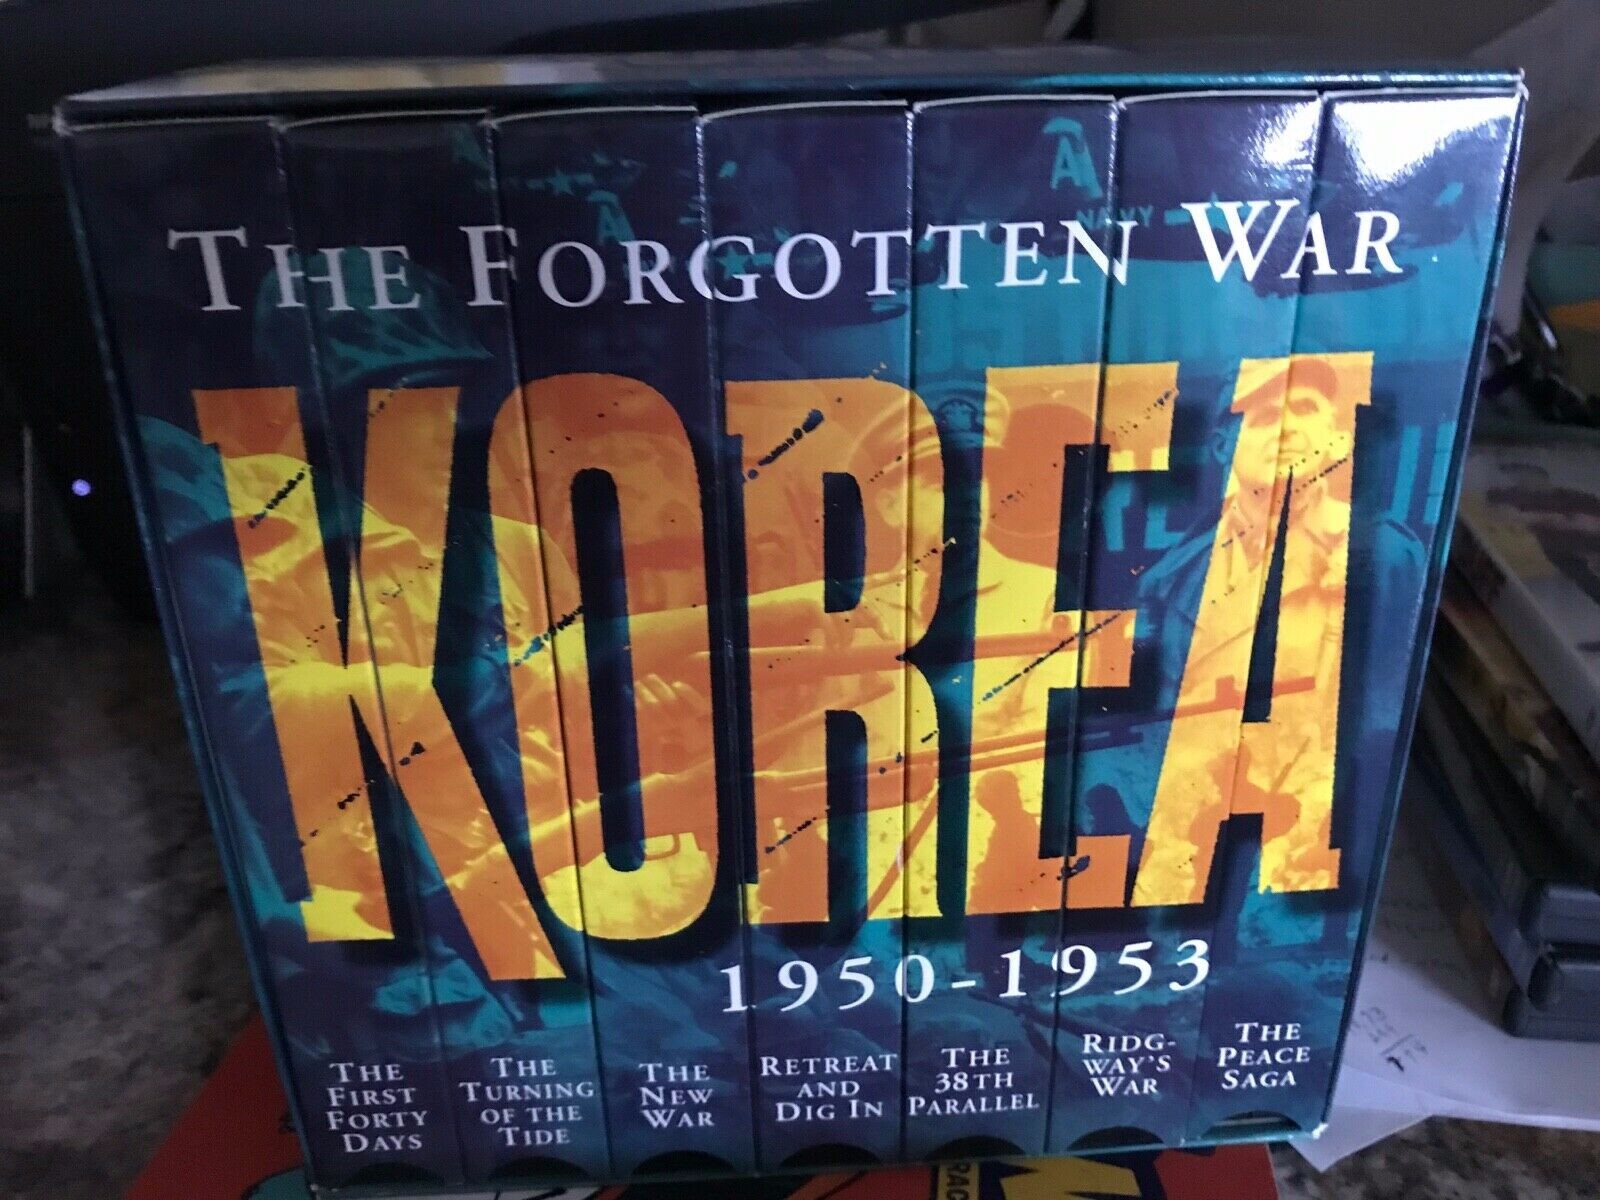 THE FORGOTTEN WAR
KOREA
1950-1953
THE
FIRST
FORTY
DAYS
THE
TURNING
OF THE
TIDE
THE
NEW
WAR
RETREAT
AND
DIG IN
THE
38TH
PARALLEL
RIDG-
WAY'S
WAR
THE
PEACE
SAGA
A
A
NAVY